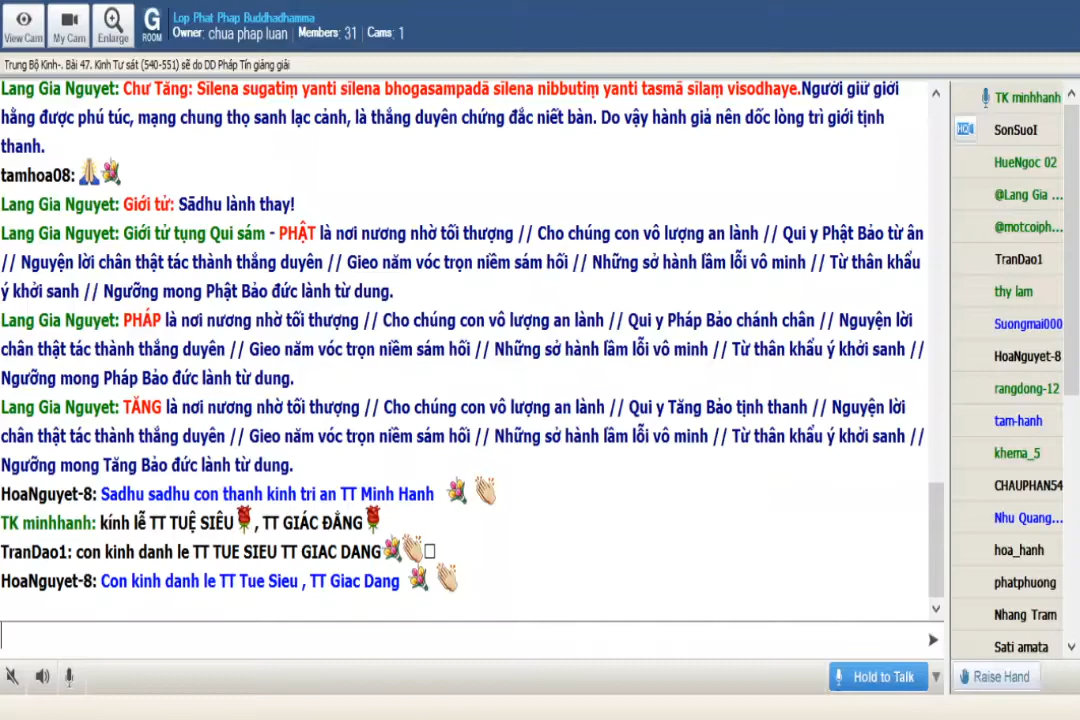 View Cam
My Cam
Enlarge
G
ROOM
Lop Phat Phap Buddhadhamma
Owner: chua phap luan | Members: 31 | Cams: 1
Trung Bộ Kinh-. Bài 47. Kinh Tư sát (540-551) sẽ do DD Pháp Tín giảng giải
Lang Gia Nguyet: Chư Tăng: Silena sugatiṃ yanti sīlena bhogasampadā silena nibbutiṃ yanti tasmā sīlaṃ visodhaye.Người giữ giới
hằng được phú túc, mạng chung thọ sanh lạc cảnh, là thắng duyên chứng đắc niết bàn. Do vậy hành giả nên dốc lòng trì giới tịnh
thanh.
tamhoa08:
Lang Gia Nguyet: Giới tử: Sādhu lành thay!
Lang Gia Nguyet: Giới tử tụng Qui sám - PHẬT là nơi nương nhờ tối thượng // Cho chúng con vô lượng an lành // Qui y Phật Bảo từ ân
// Nguyện lời chân thật tác thành thắng duyên // Gieo năm vóc trọn niềm sám hối // Những sở hành lầm lỗi vô minh // Từ thân khẩu
ý khởi sanh // Ngưỡng mong Phật Bảo đức lành từ dung.
Lang Gia Nguyet: PHÁP là nơi nương nhờ tối thượng // Cho chúng con vô lượng an lành // Qui y Pháp Bảo chánh chân // Nguyện lời
chân thật tác thành thắng duyên // Gieo năm vóc trọn niềm sám hối // Những sở hành lầm lỗi vô minh // Từ thân khẩu ý khởi sanh //
Ngưỡng mong Pháp Bảo đức lành từ dung.
Lang Gia Nguyet: TĂNG là nơi nương nhờ tối thượng // Cho chúng con vô lượng an lành // Qui y Tăng Bảo tịnh thanh // Nguyện lời
chân thật tác thành thắng duyên // Gieo năm vóc trọn niềm sám hối // Những sở hành lầm lỗi vô minh // Từ thân khẩu ý khởi sanh //
Ngưỡng mong Tăng Bảo đức lành từ dung.
HoaNguyet-8: Sadhu sadhu con thanh kinh tri an TT Minh Hanh
TK minhhanh: kính lễ TT TUỆ SIÊU, TT GIÁC ĐẲNG
TranDao1: con kinh danh le TT TUE SIEU TT GIAC DANG
HoaNguyet-8: Con kinh danh le TT Tue Sieu , TT Giac Dang
TK minhhanh
SonSuoI
HueNgoc 02
@Lang Gia ...
@motcoiph...
TranDao1
thy lam
Suongmai000
HoaNguyet-8
rangdong-12
tam-hanh
khema_5
CHAUPHAN54
Nhu Quang...
hoa_hanh
phatphuong
Nhang Tram
Sati amata
Hold to Talk
Raise Hand